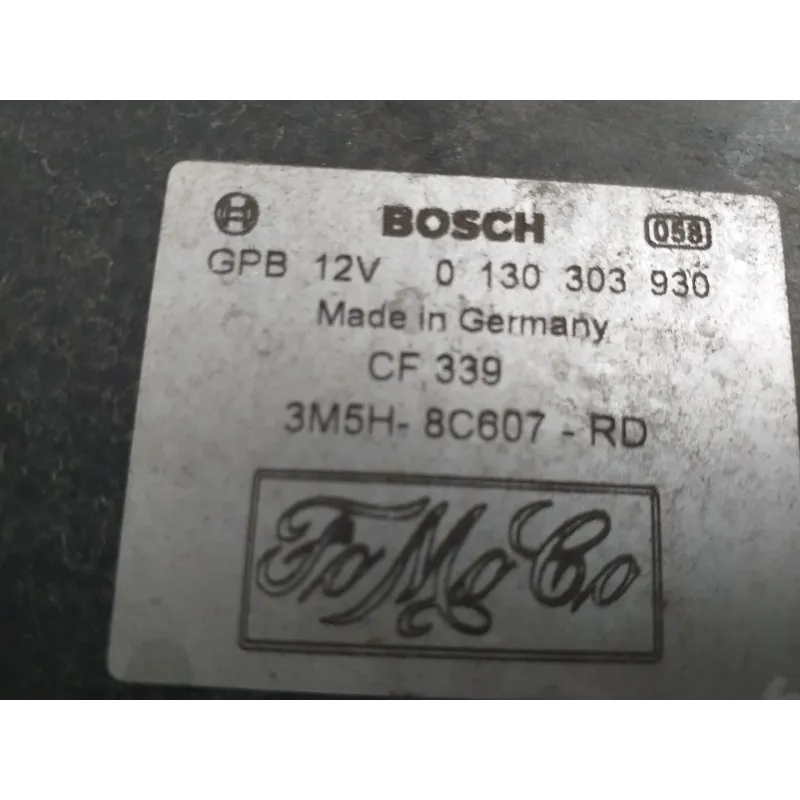 BOSCH 058
GPB 12V 0 130 303 930
Made in Germany
CF 339
3M5H- 8C607 - RD
FoMoCo